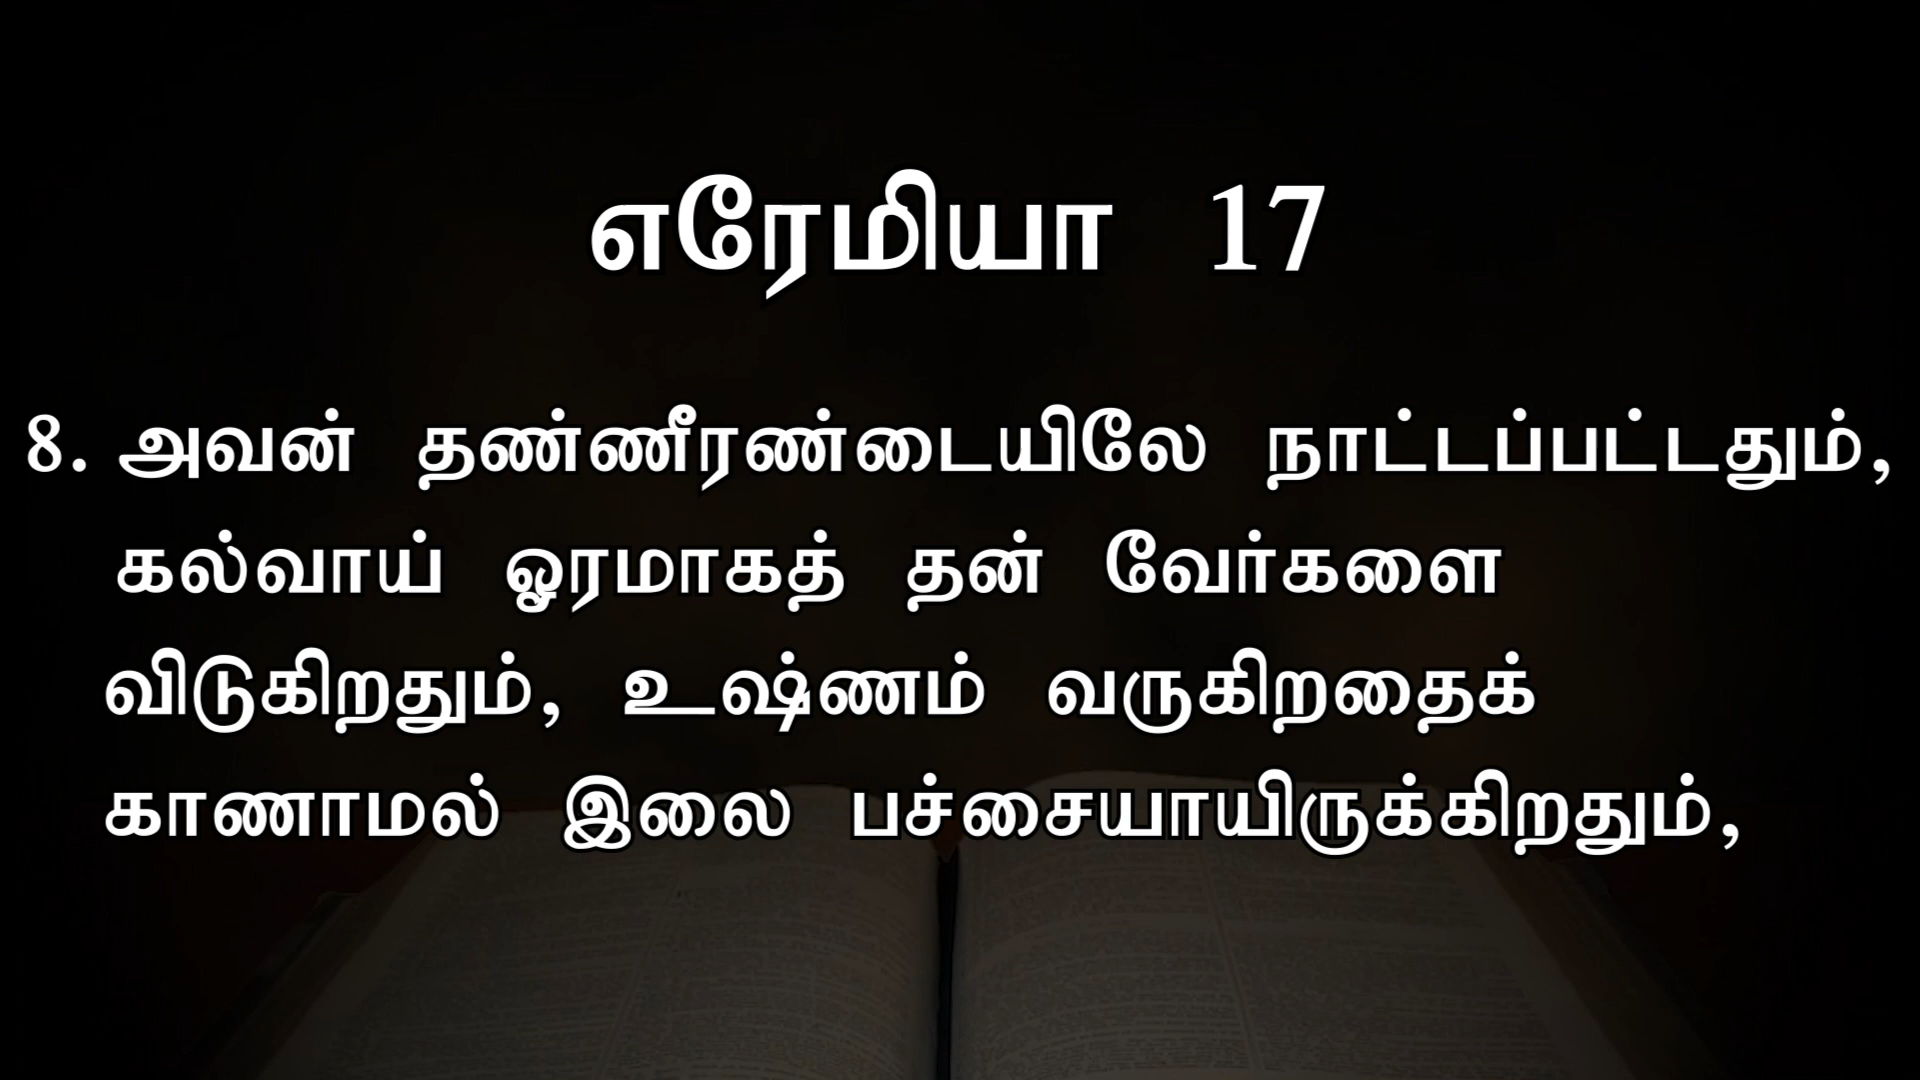 எரேமியா 17
8. அவன் தண்ணீரண்டையிலே நாட்டப்பட்டதும்,
கல்வாய் ஓரமாகத் தன் வேர்களை
விடுகிறதும், உஷ்ணம் வருகிறதைக்
காணாமல் இலை பச்சையாயிருக்கிறதும்,